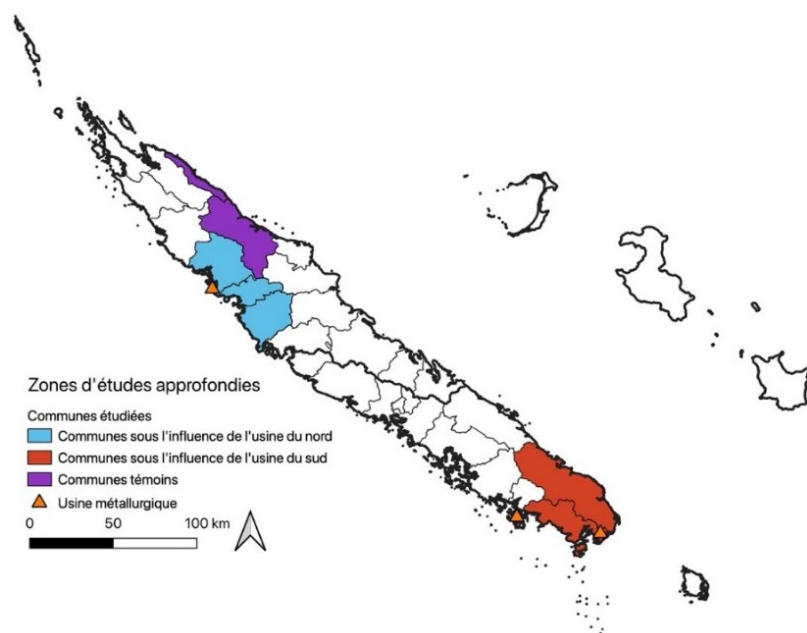 Zones d'études approfondies
Communes étudiées
Communes sous l'influence de l'usine du nord
Communes sous l'influence de l'usine du sud
Communes témoins
Usine métallurgique
0 50 100 km